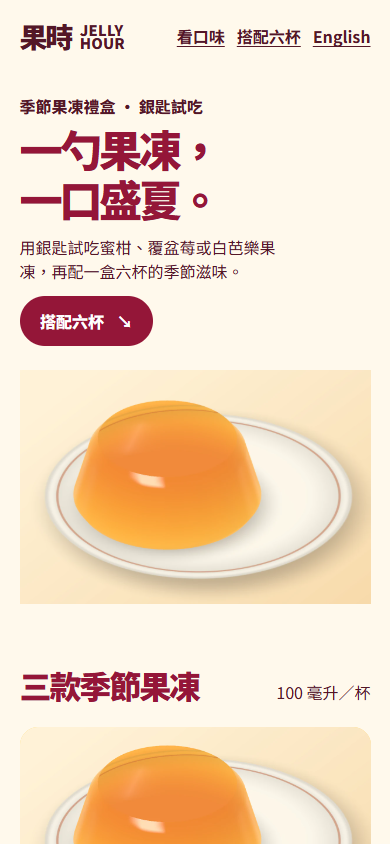 果時 JELLY HOUR
看口味 搭配六杯 English
季節果凍禮盒・銀匙試吃
一勺果凍，
一口盛夏。
用銀匙試吃蜜柑、覆盆莓或白芭樂果
凍，再配一盒六杯的季節滋味。
搭配六杯 ↘
三款季節果凍
100 毫升／杯